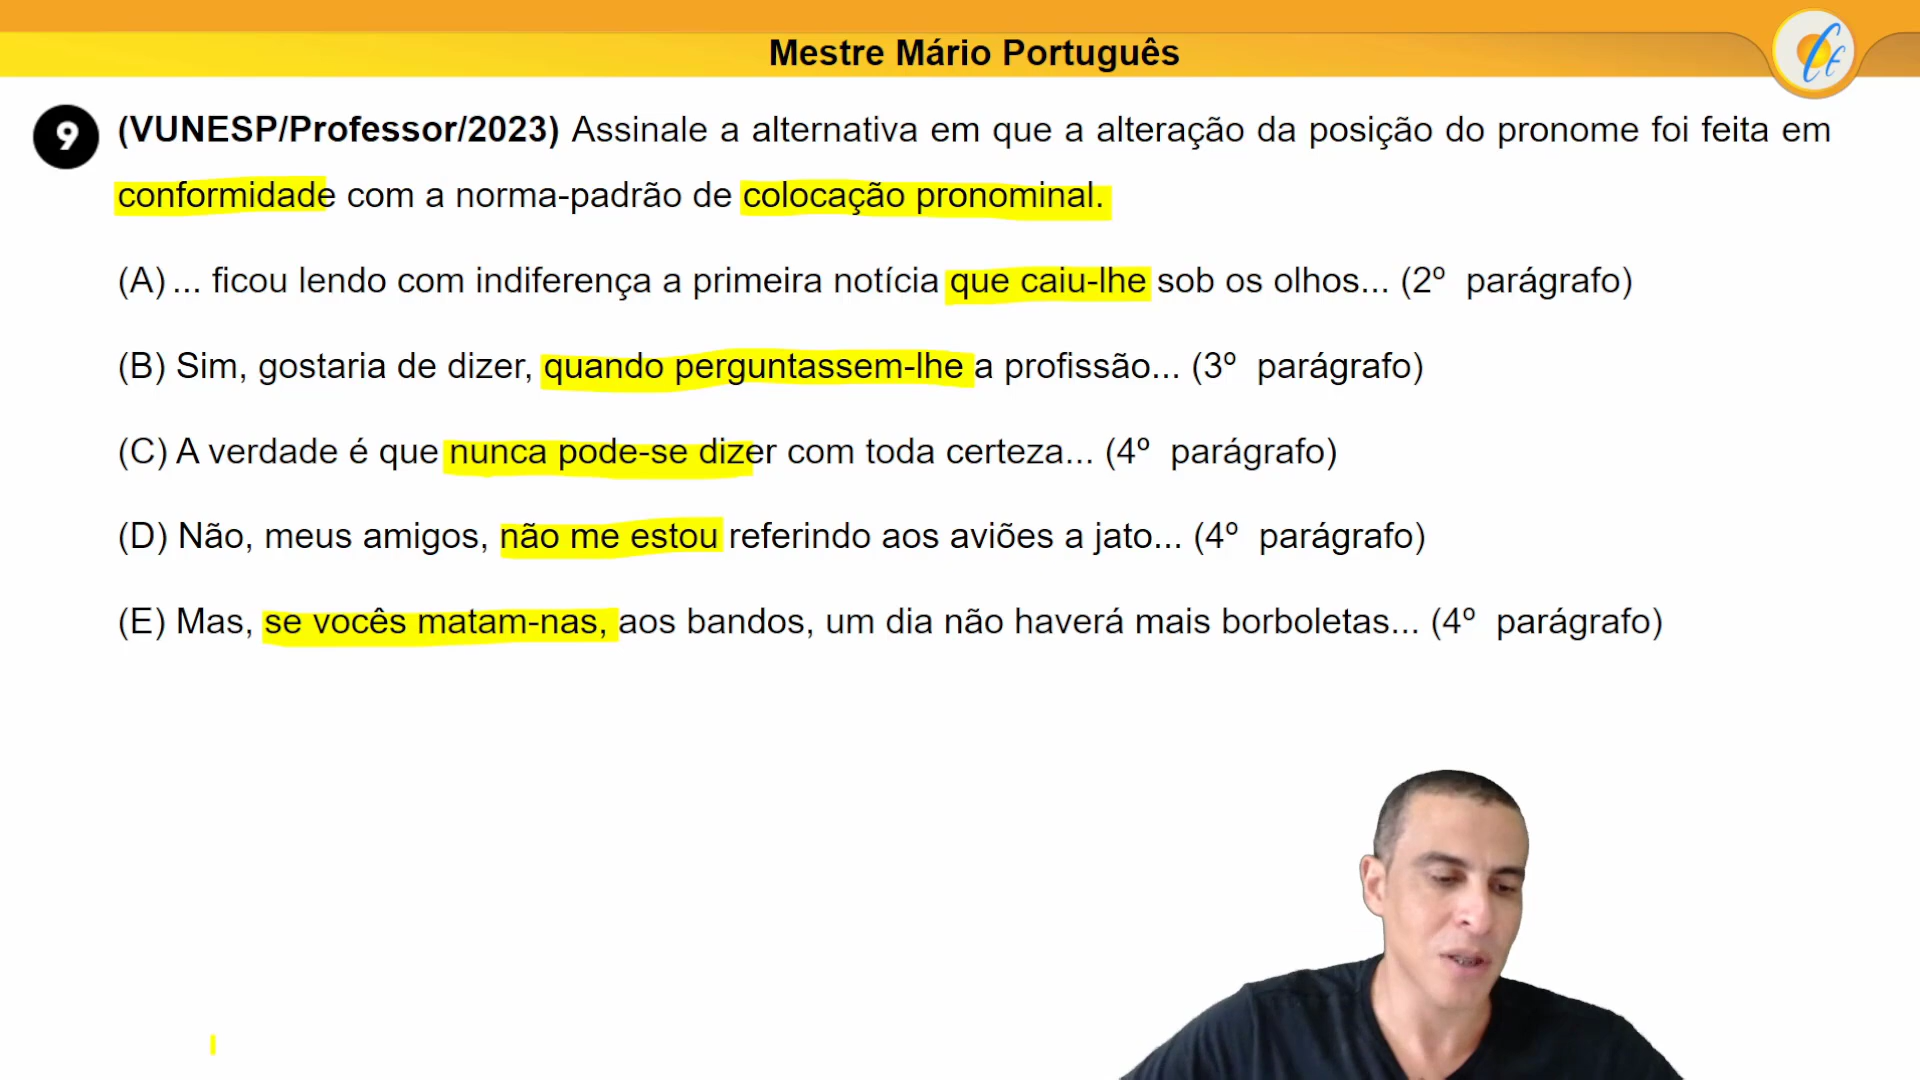 Mestre Mário Português
9 (VUNESP/Professor/2023) Assinale a alternativa em que a alteração da posição do pronome foi feita em
conformidade com a norma-padrão de colocação pronominal.
(A) ... ficou lendo com indiferença a primeira notícia que caiu-lhe sob os olhos... (2º parágrafo)
(B) Sim, gostaria de dizer, quando perguntassem-lhe a profissão... (3º parágrafo)
(C) A verdade é que nunca pode-se dizer com toda certeza... (4º parágrafo)
(D) Não, meus amigos, não me estou referindo aos aviões a jato... (4º parágrafo)
(E) Mas, se vocês matam-nas, aos bandos, um dia não haverá mais borboletas... (4º parágrafo)